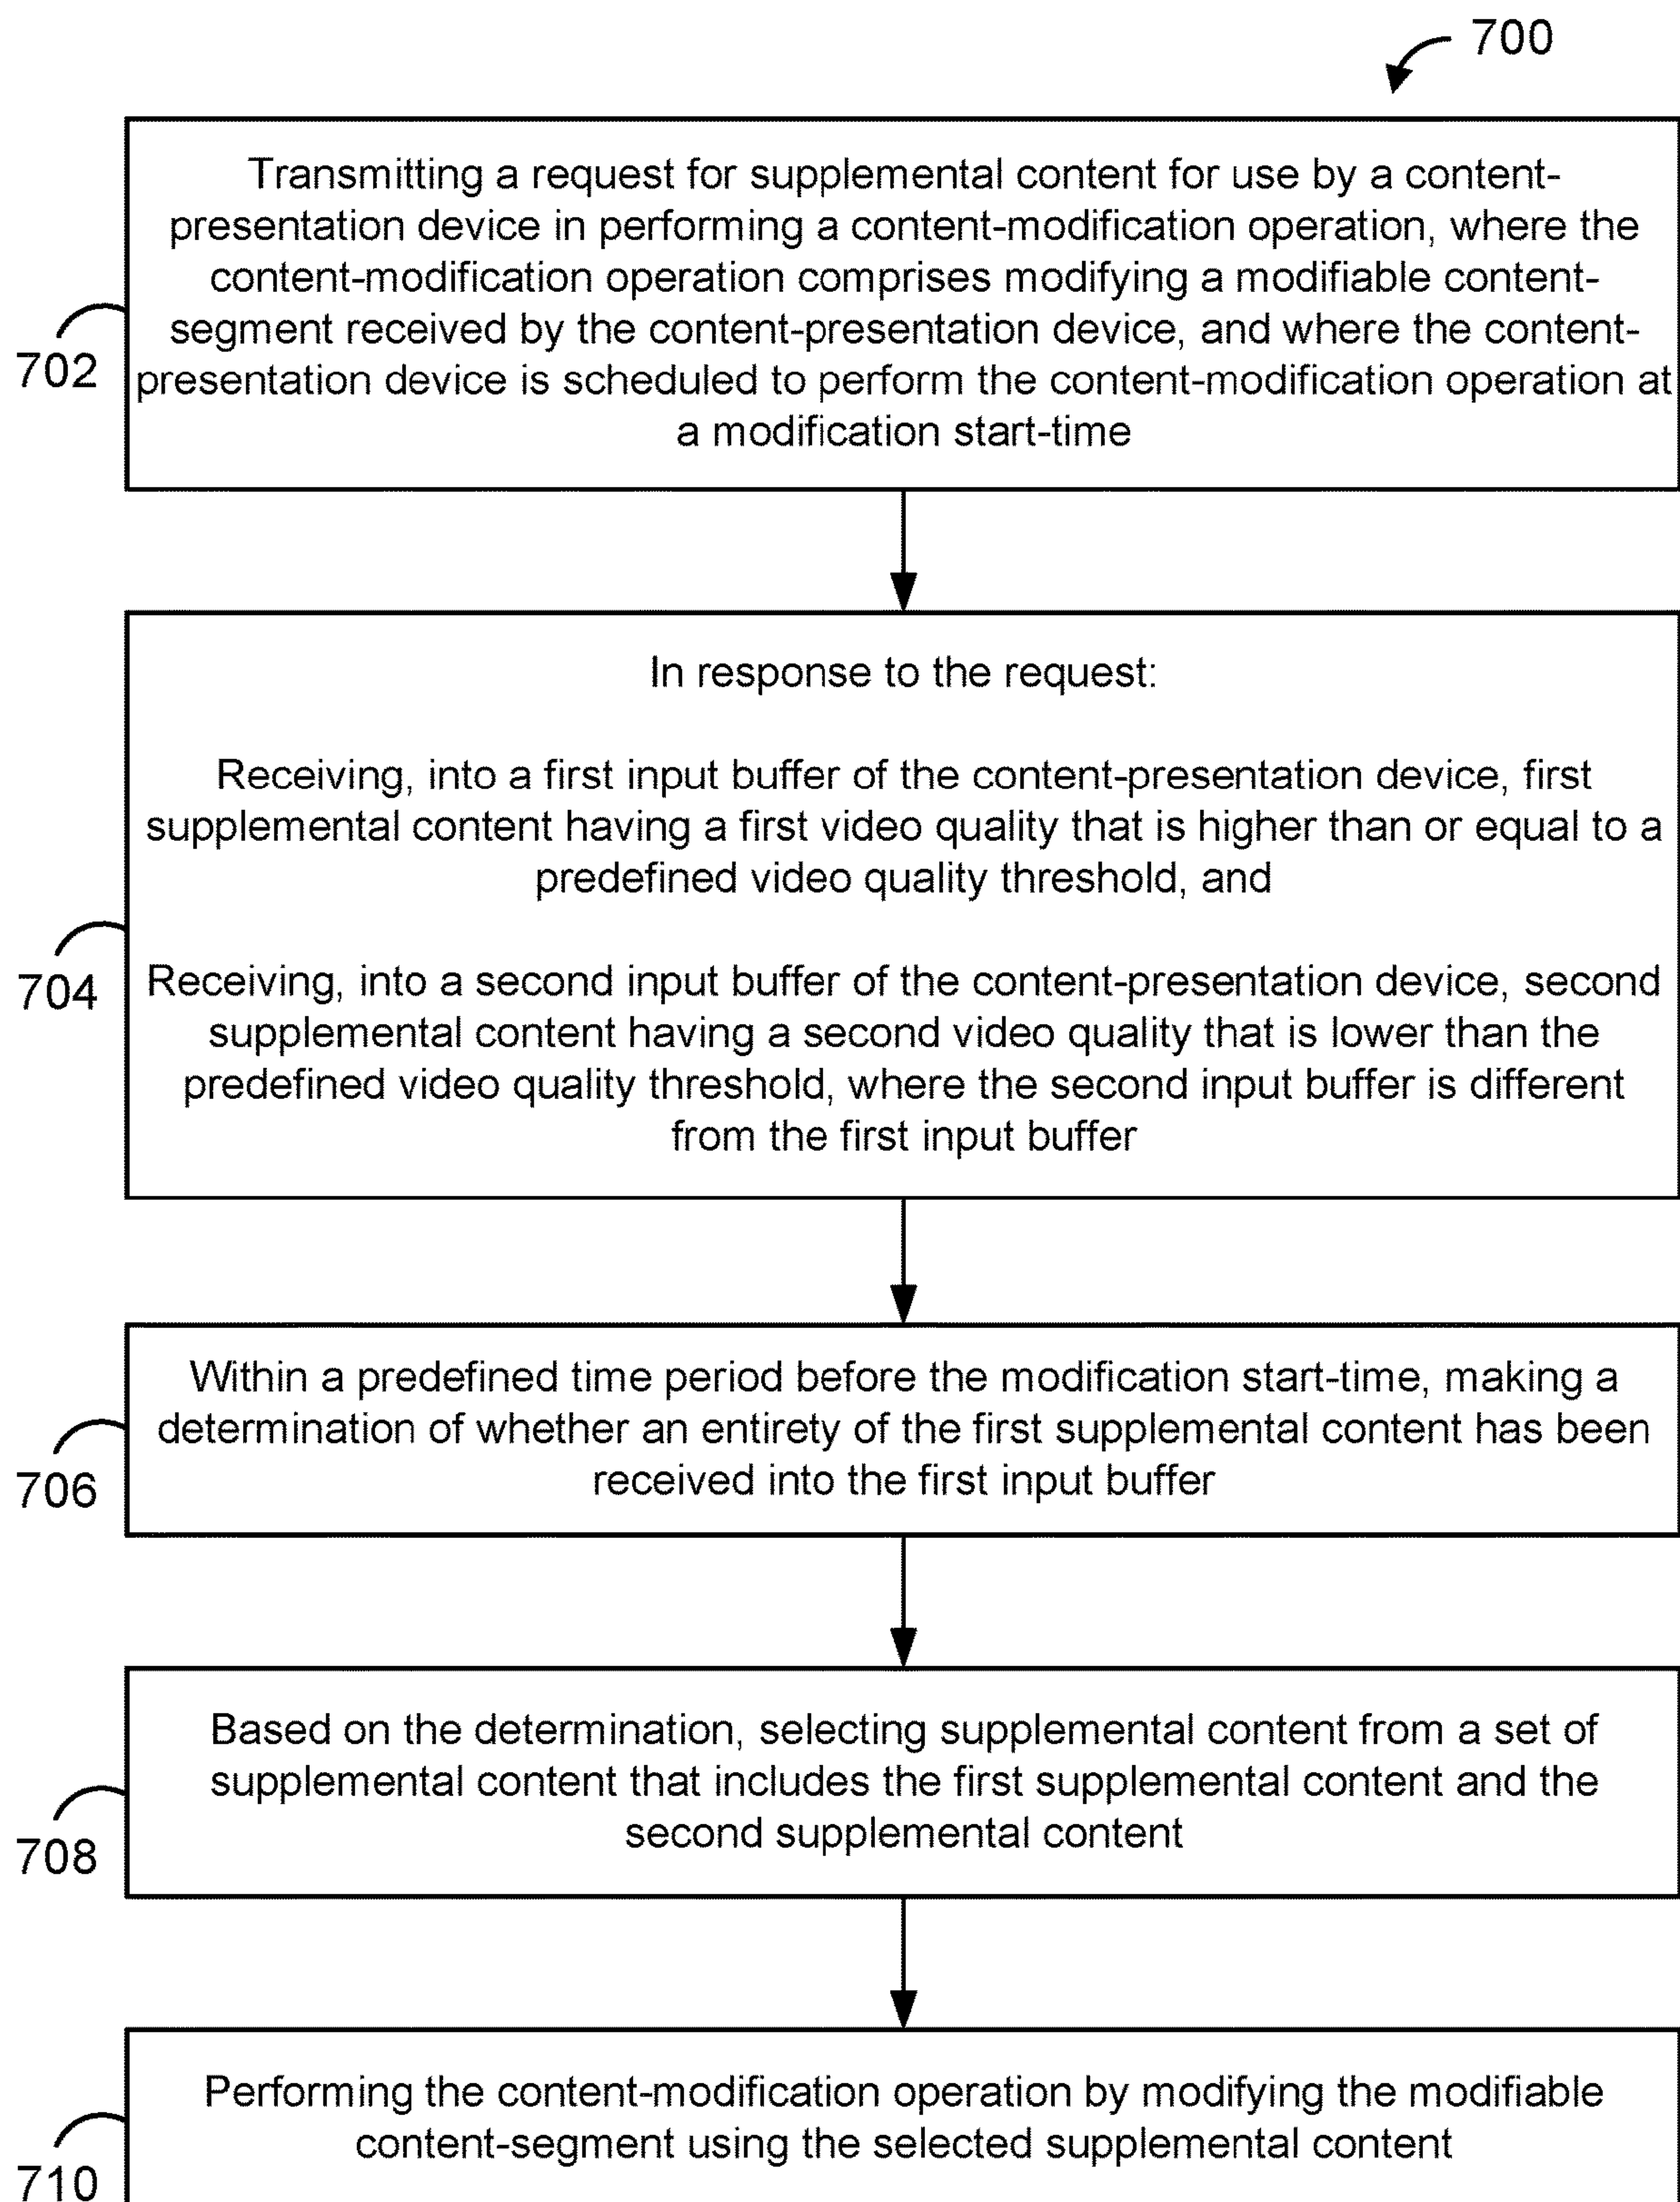 700
Transmitting a request for supplemental content for use by a content-
presentation device in performing a content-modification operation, where the
content-modification operation comprises modifying a modifiable content-
segment received by the content-presentation device, and where the content-
presentation device is scheduled to perform the content-modification operation at
a modification start-time
702
In response to the request:
Receiving, into a first input buffer of the content-presentation device, first
supplemental content having a first video quality that is higher than or equal to a
predefined video quality threshold, and
Receiving, into a second input buffer of the content-presentation device, second
supplemental content having a second video quality that is lower than the
predefined video quality threshold, where the second input buffer is different
from the first input buffer
704
Within a predefined time period before the modification start-time, making a
determination of whether an entirety of the first supplemental content has been
received into the first input buffer
706
Based on the determination, selecting supplemental content from a set of
supplemental content that includes the first supplemental content and the
second supplemental content
708
Performing the content-modification operation by modifying the modifiable
content-segment using the selected supplemental content
710